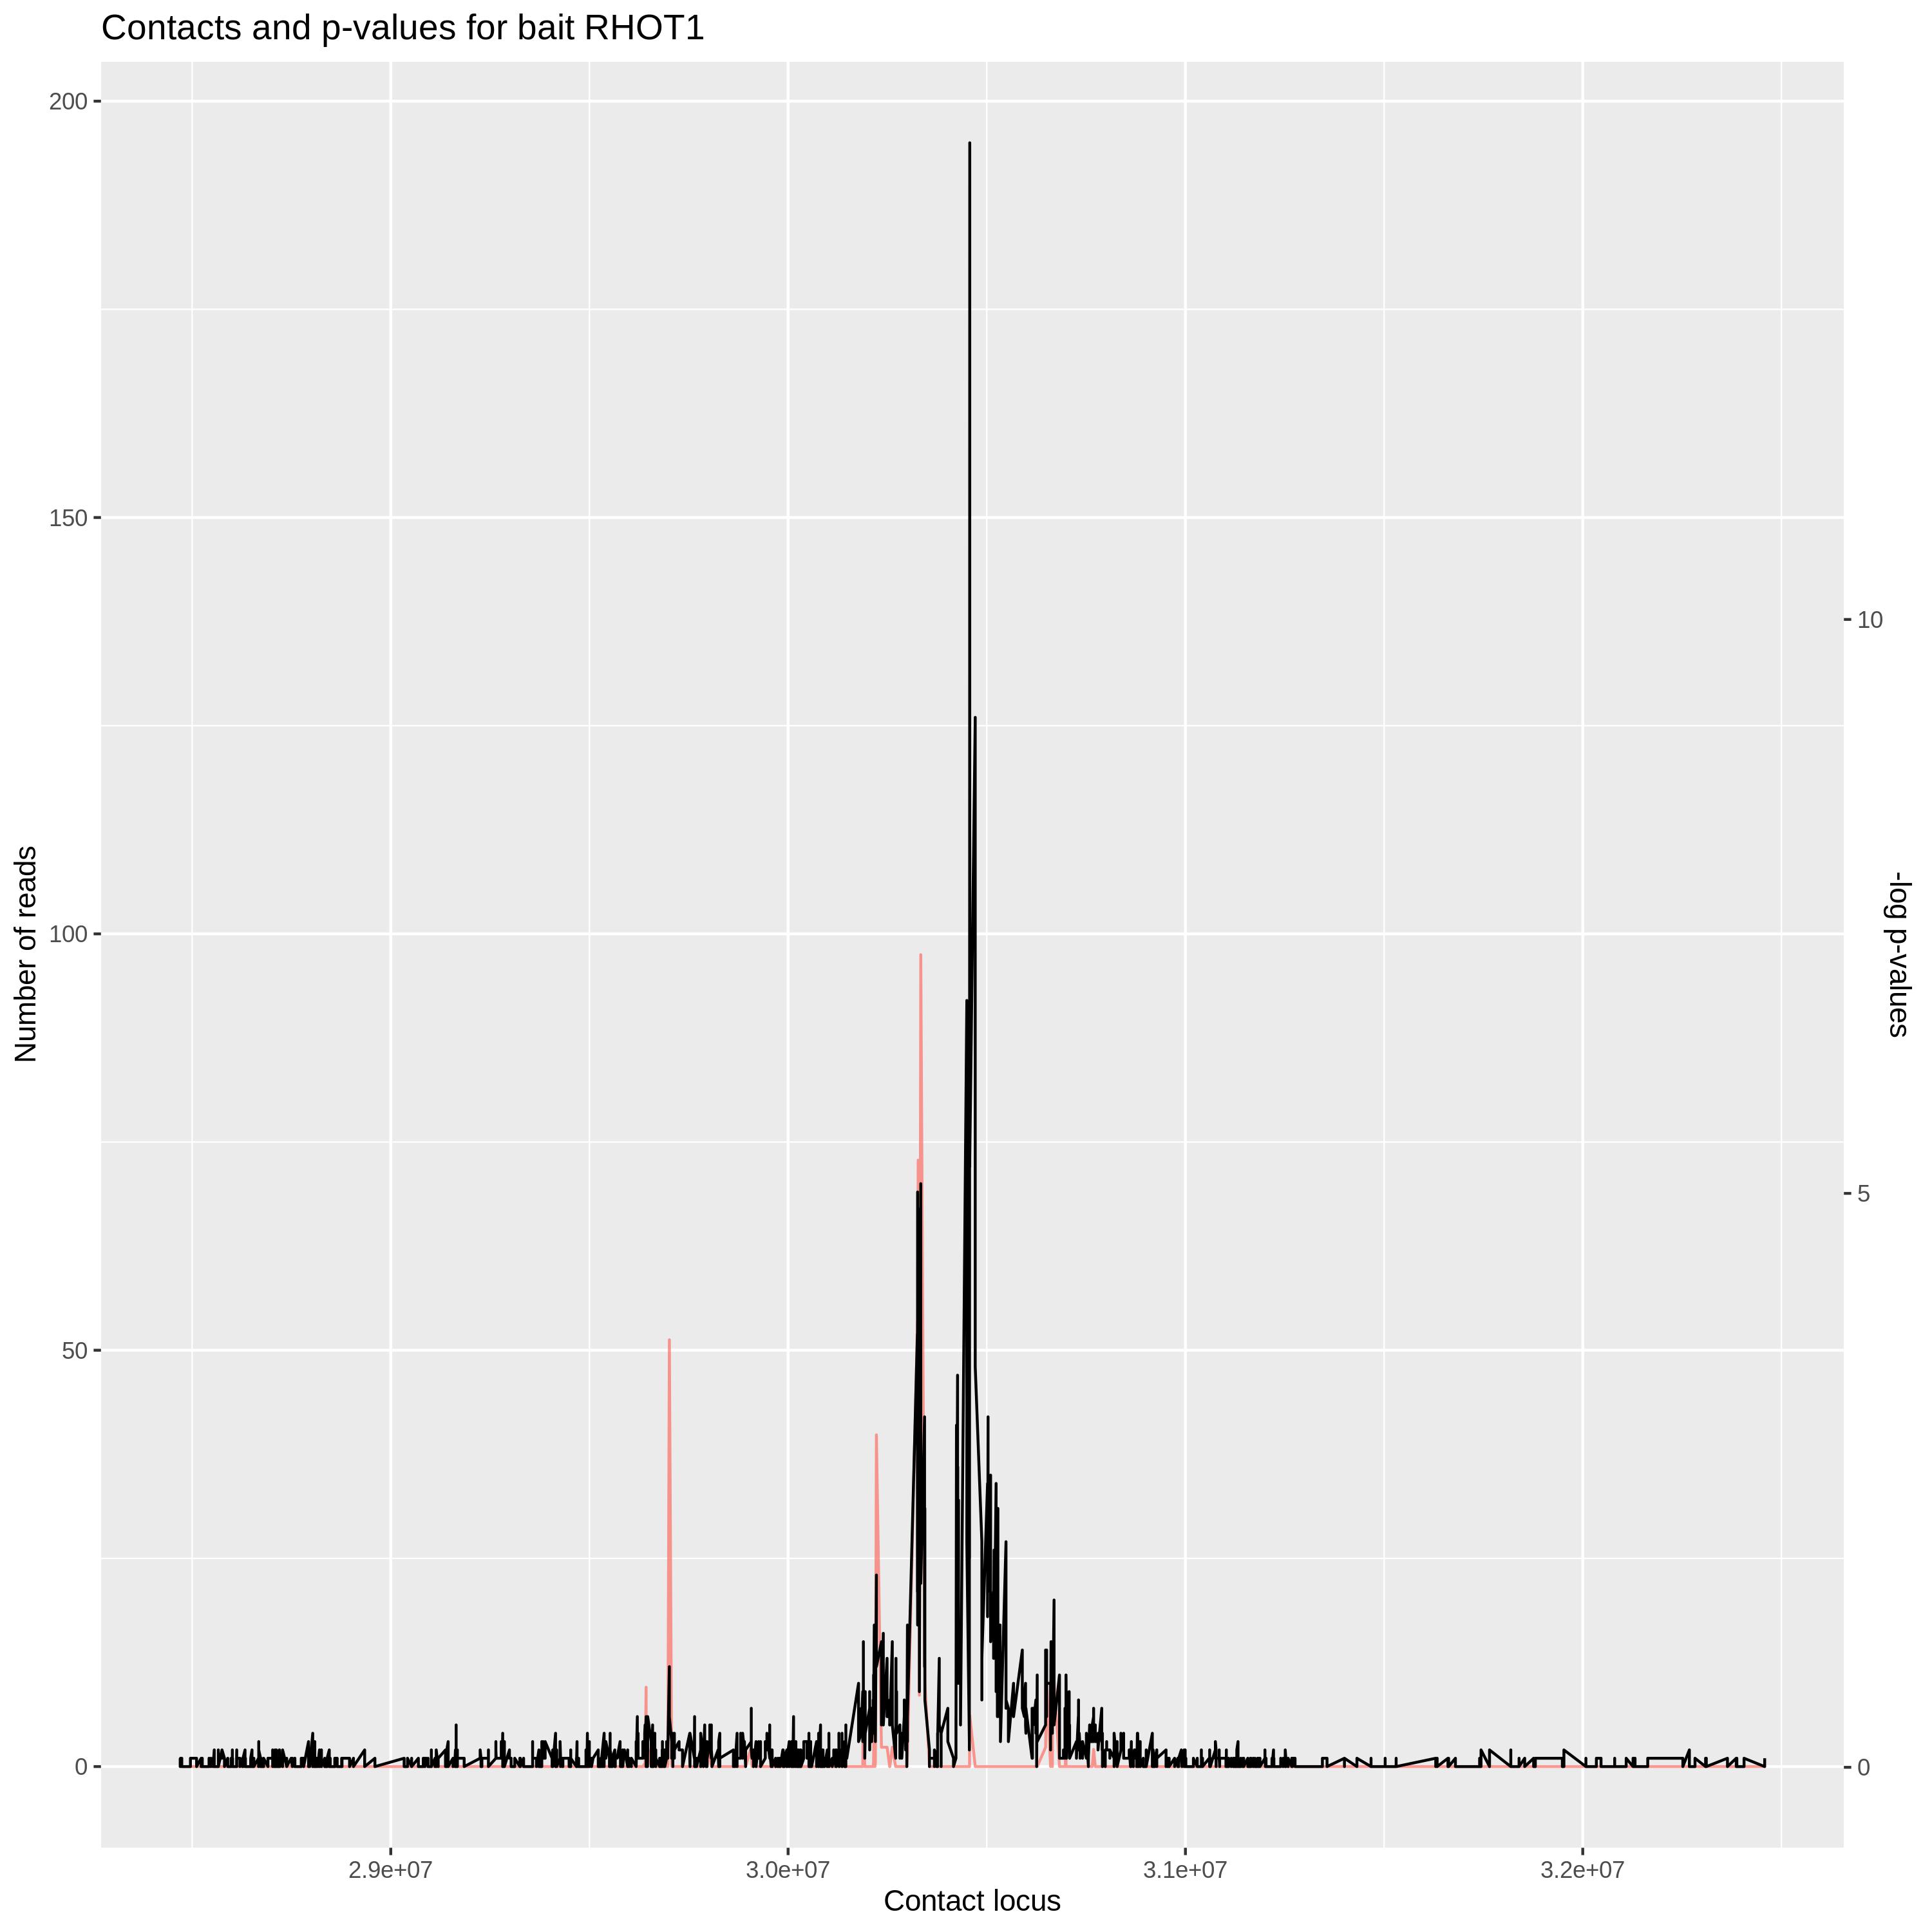 Contacts and p-values for bait RHOT1
200
150
100
50
0
Number of reads
10
5
0
-log p-values
2.9e+07
3.0e+07
3.1e+07
3.2e+07
Contact locus